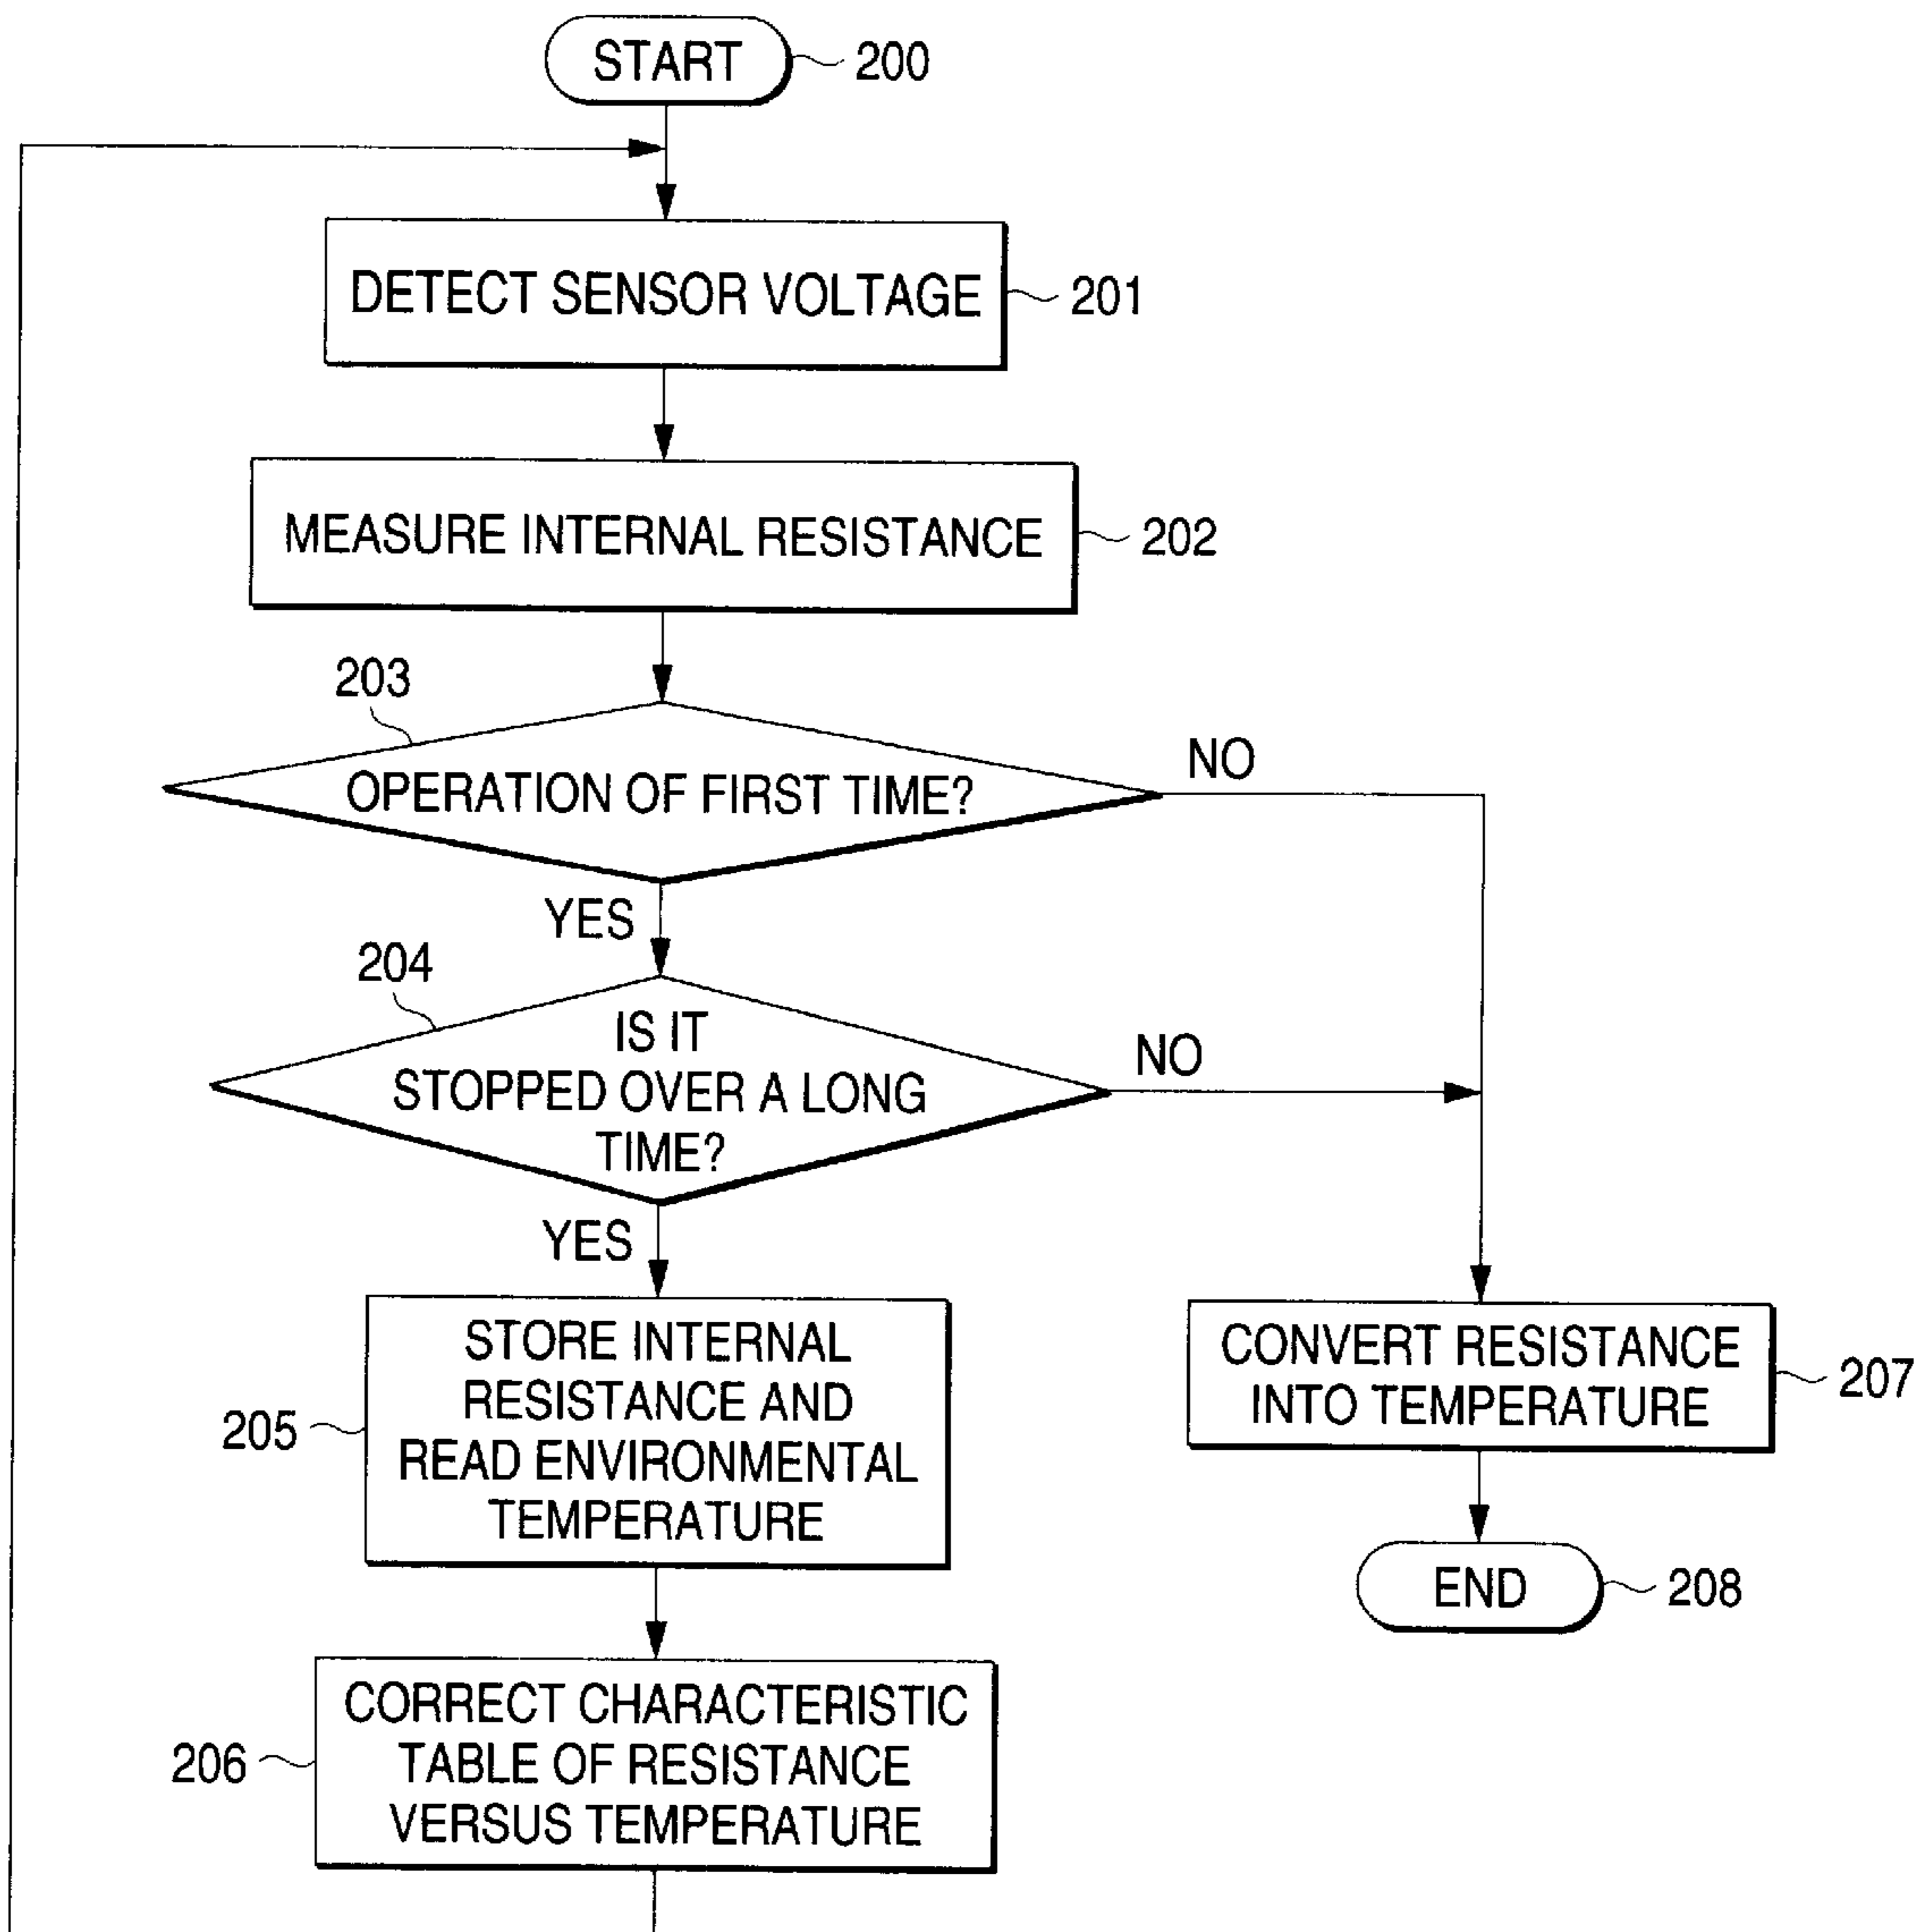 START
200
DETECT SENSOR VOLTAGE
201
MEASURE INTERNAL RESISTANCE
202
203
OPERATION OF FIRST TIME?
NO
YES
204
IS IT
STOPPED OVER A LONG
TIME?
NO
YES
205
STORE INTERNAL
RESISTANCE AND
READ ENVIRONMENTAL
TEMPERATURE
CONVERT RESISTANCE
INTO TEMPERATURE
207
END
208
206
CORRECT CHARACTERISTIC
TABLE OF RESISTANCE
VERSUS TEMPERATURE